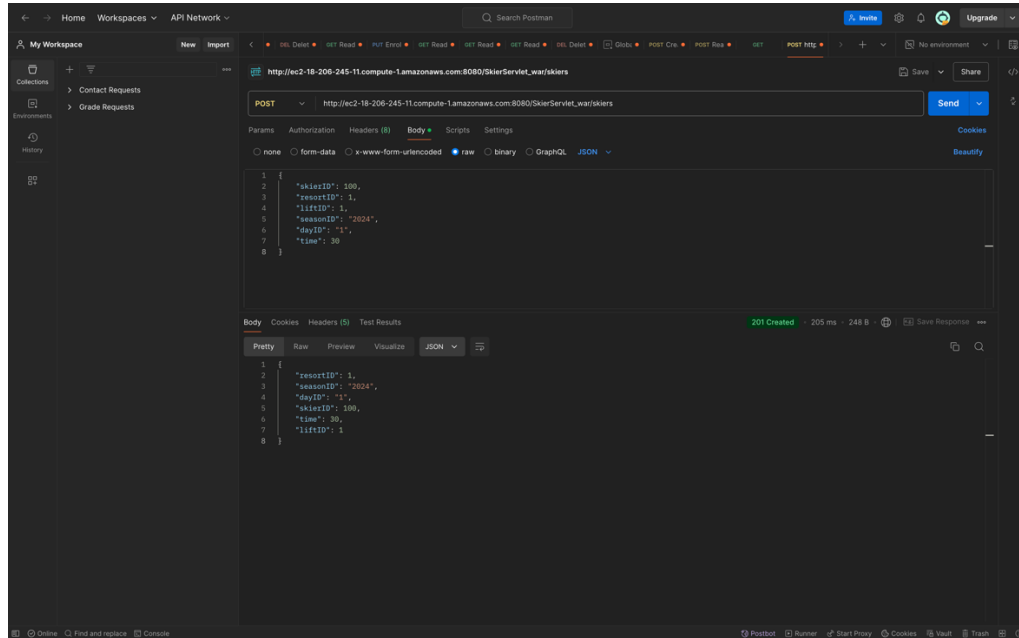 Home Workspaces API Network Search Postman Invite Upgrade
My Workspace New Import DEL Delet GET Read PUT Enrol GET Read GET Read GET Read DEL Delet Globa POST Cre. POST Rea GET POST http No environment
Collections
Environments
History
Contact Requests
Grade Requests
http://ec2-18-206-245-11.compute-1.amazonaws.com:8080/SkierServlet_war/skiers Save Share
POST http://ec2-18-206-245-11.compute-1.amazonaws.com:8080/SkierServlet_war/skiers Send
Params Authorization Headers (8) Body Scripts Settings Cookies
none form-data x-www-form-urlencoded raw binary GraphQL JSON Beautify
1 {
2 "skierID": 100,
3 "resortID": 1,
4 "liftID": 1,
5 "seasonID": "2024",
6 "dayID": "1",
7 "time": 30
8 }
Body Cookies Headers (5) Test Results 201 Created 205 ms 248 B Save Response
Pretty Raw Preview Visualize JSON
1 {
2 "resortID": 1,
3 "seasonID": "2024",
4 "dayID": "1",
5 "skierID": 100,
6 "time": 30,
7 "liftID": 1
8 }
Online Find and replace Console Postbot Runner Start Proxy Cookies Vault Trash